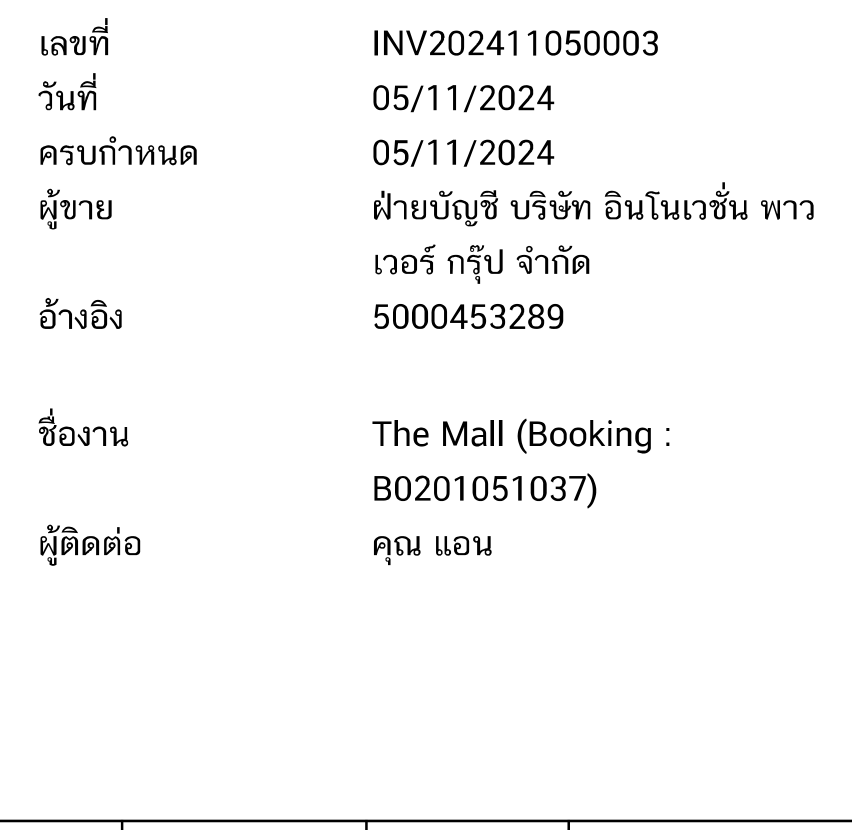 เลขที่ INV202411050003
วันที่ 05/11/2024
ครบกำหนด 05/11/2024
ผู้ขาย ฝ่ายบัญชี บริษัท อินโนเวชั่น พาว
เวอร์ กรุ๊ป จำกัด
อ้างอิง 5000453289
ชื่องาน The Mall (Booking :
B0201051037)
ผู้ติดต่อ คุณ แอน